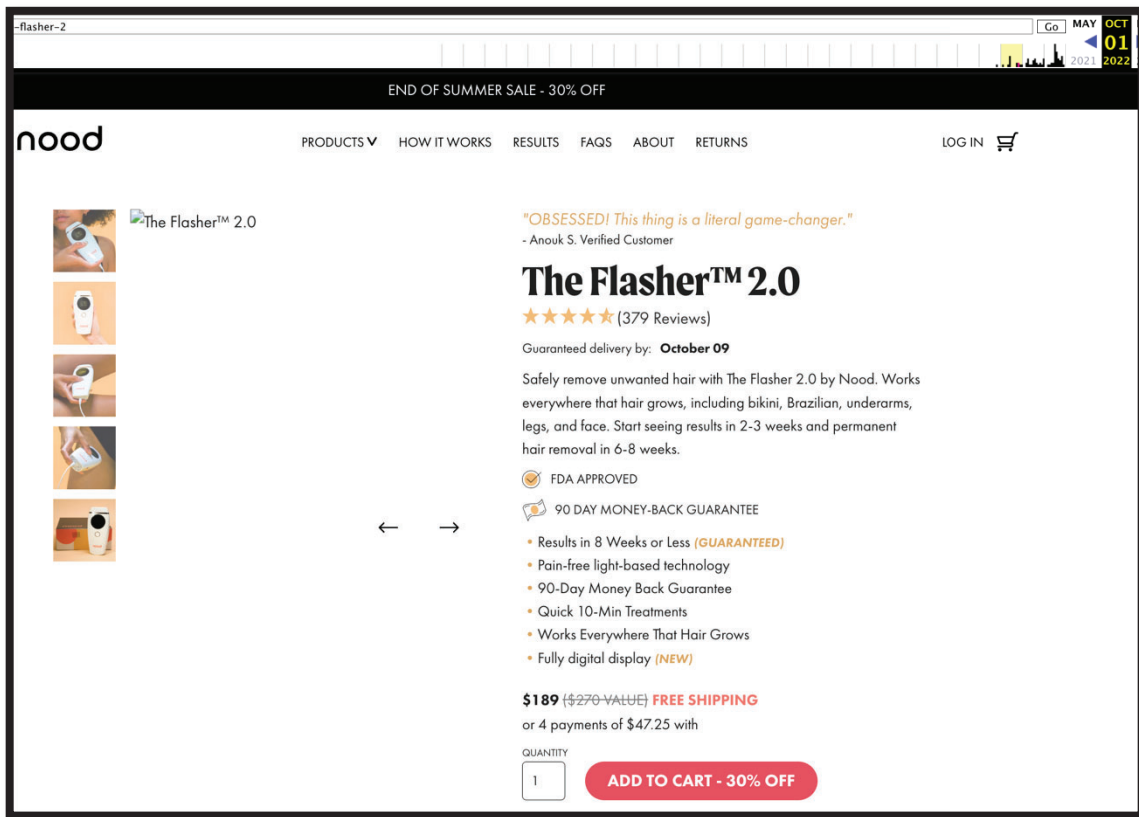 -flasher-2
Go
MAY
OCT
01
2021
2022
END OF SUMMER SALE - 30% OFF
nood
PRODUCTS HOW IT WORKS RESULTS FAQS ABOUT RETURNS
LOG IN
The Flasher™ 2.0
"OBSESSED! This thing is a literal game-changer."
- Anouk S. Verified Customer
The Flasher™ 2.0
(379 Reviews)
Guaranteed delivery by: October 09
Safely remove unwanted hair with The Flasher 2.0 by Nood. Works
everywhere that hair grows, including bikini, Brazilian, underarms,
legs, and face. Start seeing results in 2-3 weeks and permanent
hair removal in 6-8 weeks.
FDA APPROVED
90 DAY MONEY-BACK GUARANTEE
• Results in 8 Weeks or Less (GUARANTEED)
• Pain-free light-based technology
• 90-Day Money Back Guarantee
• Quick 10-Min Treatments
• Works Everywhere That Hair Grows
• Fully digital display (NEW)
$189 ($270 VALUE) FREE SHIPPING
or 4 payments of $47.25 with
QUANTITY
1
ADD TO CART - 30% OFF